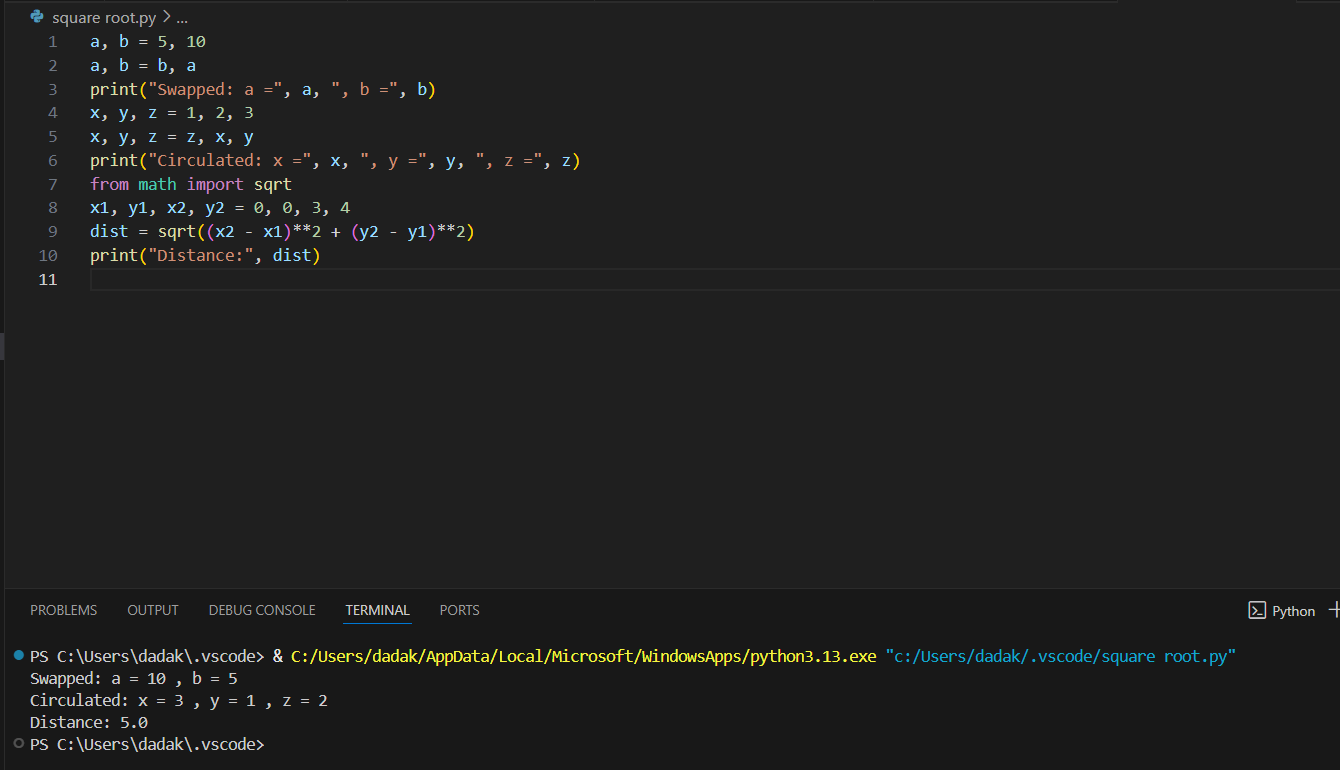 square root.py > ...
1 a, b = 5, 10
2 a, b = b, a
3 print("Swapped: a =", a, ", b =", b)
4 x, y, z = 1, 2, 3
5 x, y, z = z, x, y
6 print("Circulated: x =", x, ", y =", y, ", z =", z)
7 from math import sqrt
8 x1, y1, x2, y2 = 0, 0, 3, 4
9 dist = sqrt((x2 - x1)**2 + (y2 - y1)**2)
10 print("Distance:", dist)
11
PROBLEMS OUTPUT DEBUG CONSOLE TERMINAL PORTS Python +
PS C:\Users\dadak\.vscode> & C:/Users/dadak/AppData/Local/Microsoft/WindowsApps/python3.13.exe "c:/Users/dadak/.vscode/square root.py"
Swapped: a = 10 , b = 5
Circulated: x = 3 , y = 1 , z = 2
Distance: 5.0
PS C:\Users\dadak\.vscode>